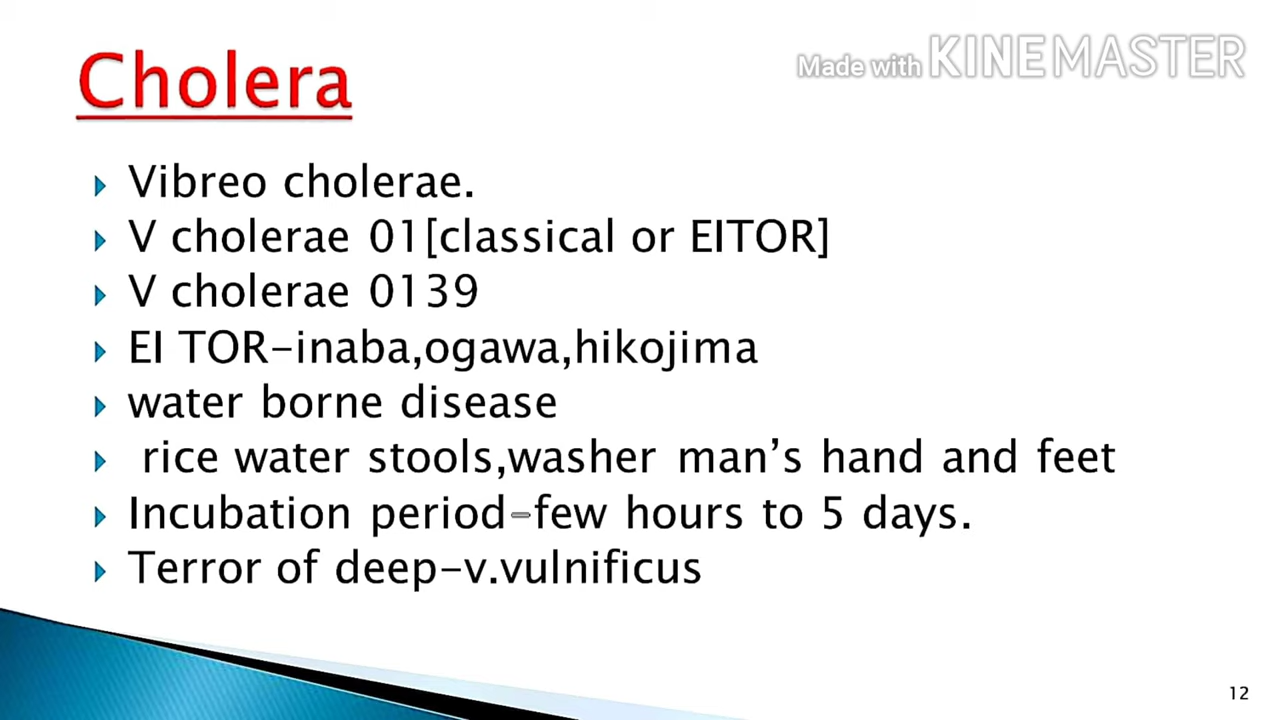 Cholera
Made with KINEMASTER
Vibreo cholerae.
V cholerae 01[classical or EITOR]
V cholerae 0139
EI TOR-inaba,ogawa,hikojima
water borne disease
rice water stools,washer man's hand and feet
Incubation period-few hours to 5 days.
Terror of deep-v.vulnificus
12